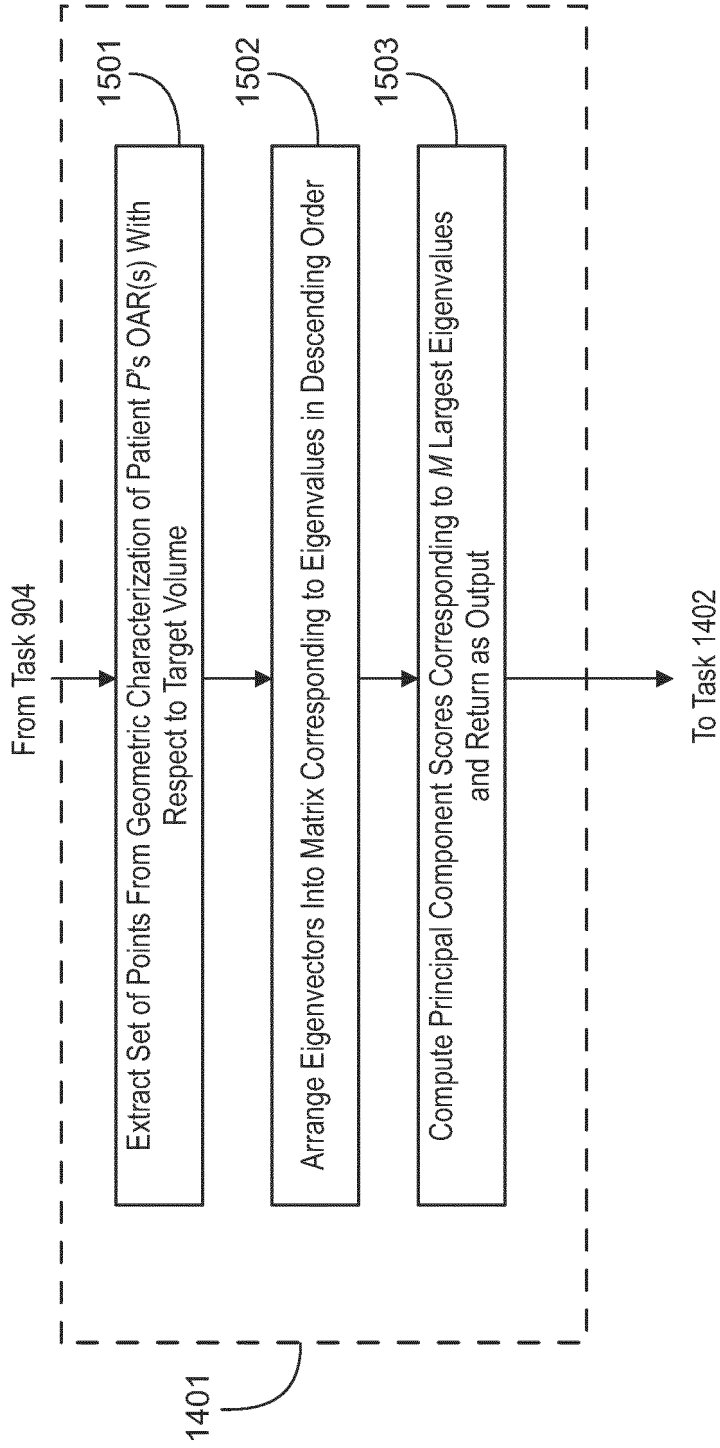 From Task 904
1501
Extract Set of Points From Geometric Characterization of Patient P's OAR(s) With
Respect to Target Volume
1502
Arrange Eigenvectors Into Matrix Corresponding to Eigenvalues in Descending Order
1503
Compute Principal Component Scores Corresponding to M Largest Eigenvalues
and Return as Output
1401
To Task 1402